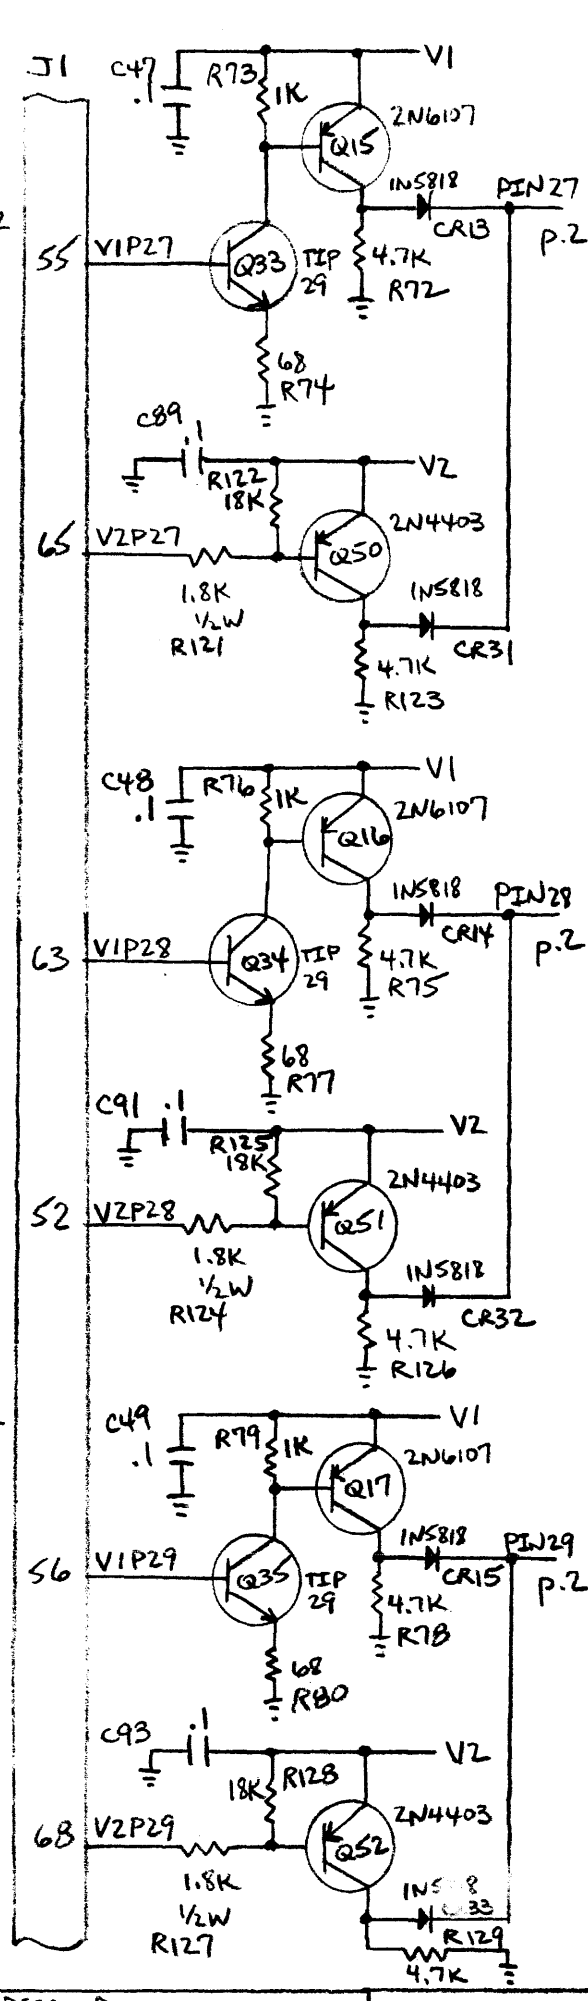 J1
C47
.1
R73
1K
V1
2N6107
Q15
1N5818
PIN27
CR13
p.2
55
V1P27
Q33
TIP
29
4.7K
R72
68
R74
C89
.1
V2
R122
18K
2N4403
65
V2P27
Q50
1N5818
1.8K
1/2W
R121
CR31
4.7K
R123
V1
C48
.1
R76
1K
2N6107
Q16
1N5818
PIN28
CR14
p.2
63
V1P28
Q34
TIP
29
4.7K
R75
68
R77
C91
.1
V2
R125
18K
2N4403
52
V2P28
Q51
1.8K
1/2W
R124
1N5818
CR32
4.7K
R126
C49
.1
R79
1K
V1
2N6107
Q17
1N5818
PIN29
CR15
p.2
56
V1P29
Q35
TIP
29
4.7K
R78
68
R80
C93
.1
V2
18K
R128
2N4403
68
V2P29
Q52
1.8K
1/2W
R127
R129
4.7K